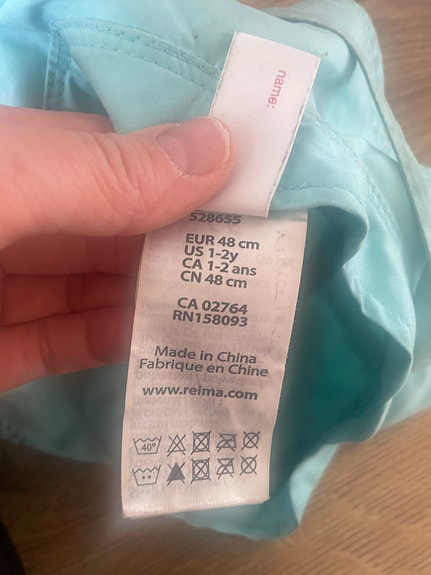 name:
528655
EUR 48 cm
US 1-2y
CA 1-2 ans
CN 48 cm
CA 02764
RN158093
Made in China
Fabrique en Chine
www.reima.com
40°